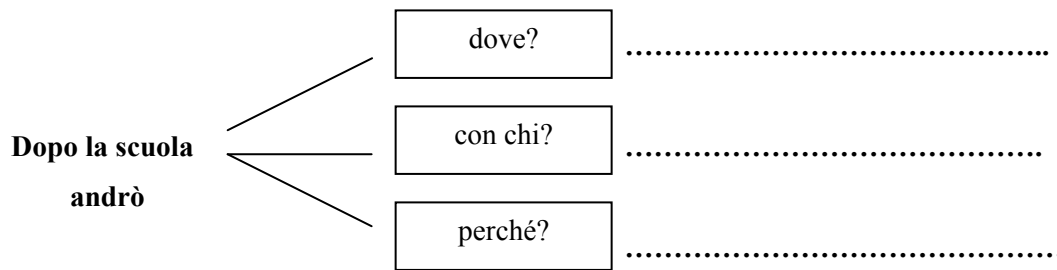 dove? ………………………………………..
con chi? …………………………………….
Dopo la scuola
andrò
perché? ……………………………………